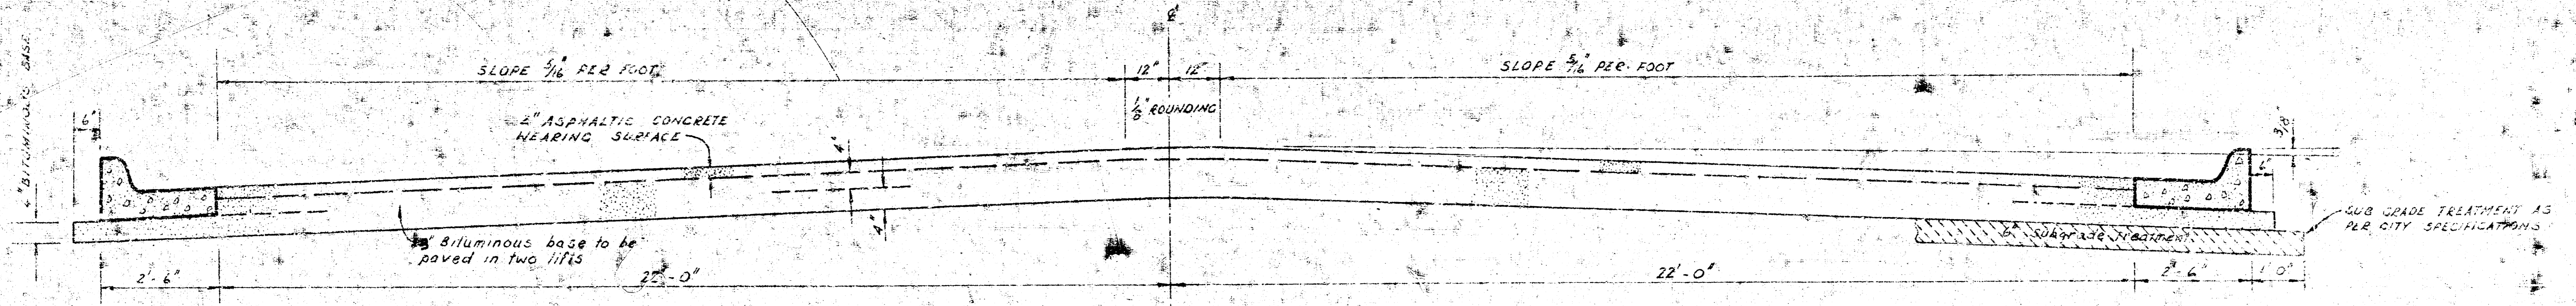 ℄
SLOPE 5/16" PER FOOT
12" 12"
SLOPE 5/16" PER FOOT
4" BITUMINOUS BASE
6"
1/8" ROUNDING
2" ASPHALTIC CONCRETE
WEARING SURFACE
4"
3/8"
6"
4"
SUB GRADE TREATMENT AS
PER CITY SPECIFICATIONS
Bituminous base to be
paved in two lifts
6" Subgrade Treatment
2'-6"
22'-0"
22'-0"
2'-6"
1'-0"